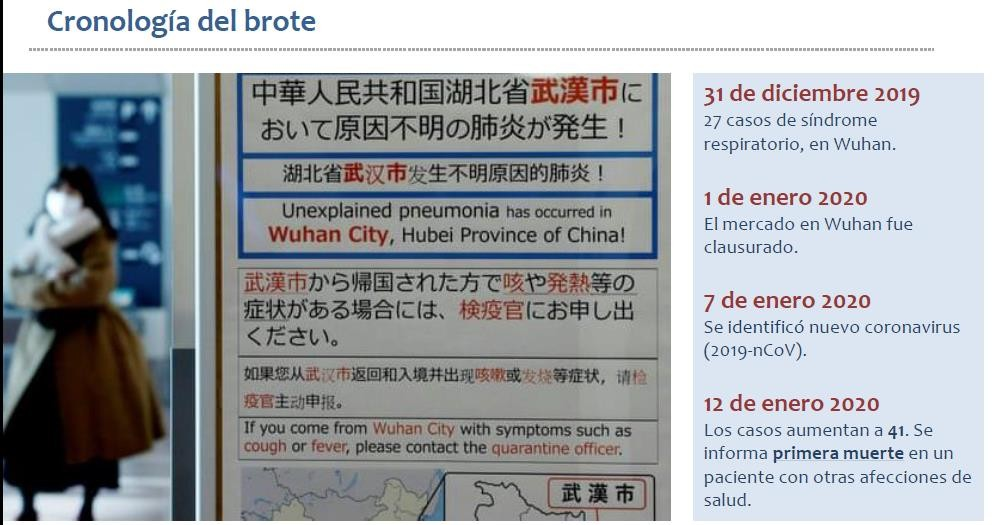 Cronología del brote
中華人民共和国湖北省武漢市に
おいて原因不明の肺炎が発生！
湖北省武汉市发生不明原因的肺炎！
Unexplained pneumonia has occurred in
Wuhan City, Hubei Province of China!
武漢市から帰国された方で咳や発熱等の
症状がある場合には、検疫官にお申し出
ください。
如果您从武汉市返回和入境并出现咳嗽或发烧等症状，请检
疫官主动申报。
If you come from Wuhan City with symptoms such as
cough or fever, please contact the quarantine officer.
武漢市
31 de diciembre 2019
27 casos de síndrome
respiratorio, en Wuhan.
1 de enero 2020
El mercado en Wuhan fue
clausurado.
7 de enero 2020
Se identificó nuevo coronavirus
(2019-nCoV).
12 de enero 2020
Los casos aumentan a 41. Se
informa primera muerte en un
paciente con otras afecciones de
salud.